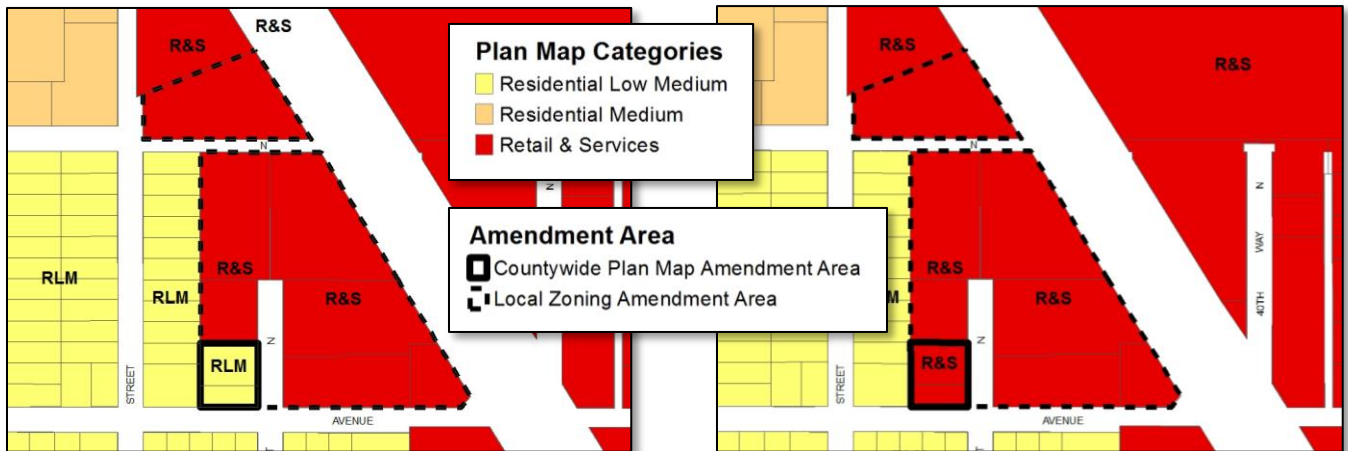 R&S
R&S
N
RLM
RLM
R&S
R&S
RLM
N
N
STREET
AVENUE
Plan Map Categories
Residential Low Medium
Residential Medium
Retail & Services
Amendment Area
Countywide Plan Map Amendment Area
Local Zoning Amendment Area
R&S
R&S
N
M
R&S
R&S
R&S
N
STREET
AVENUE
40TH WAY N